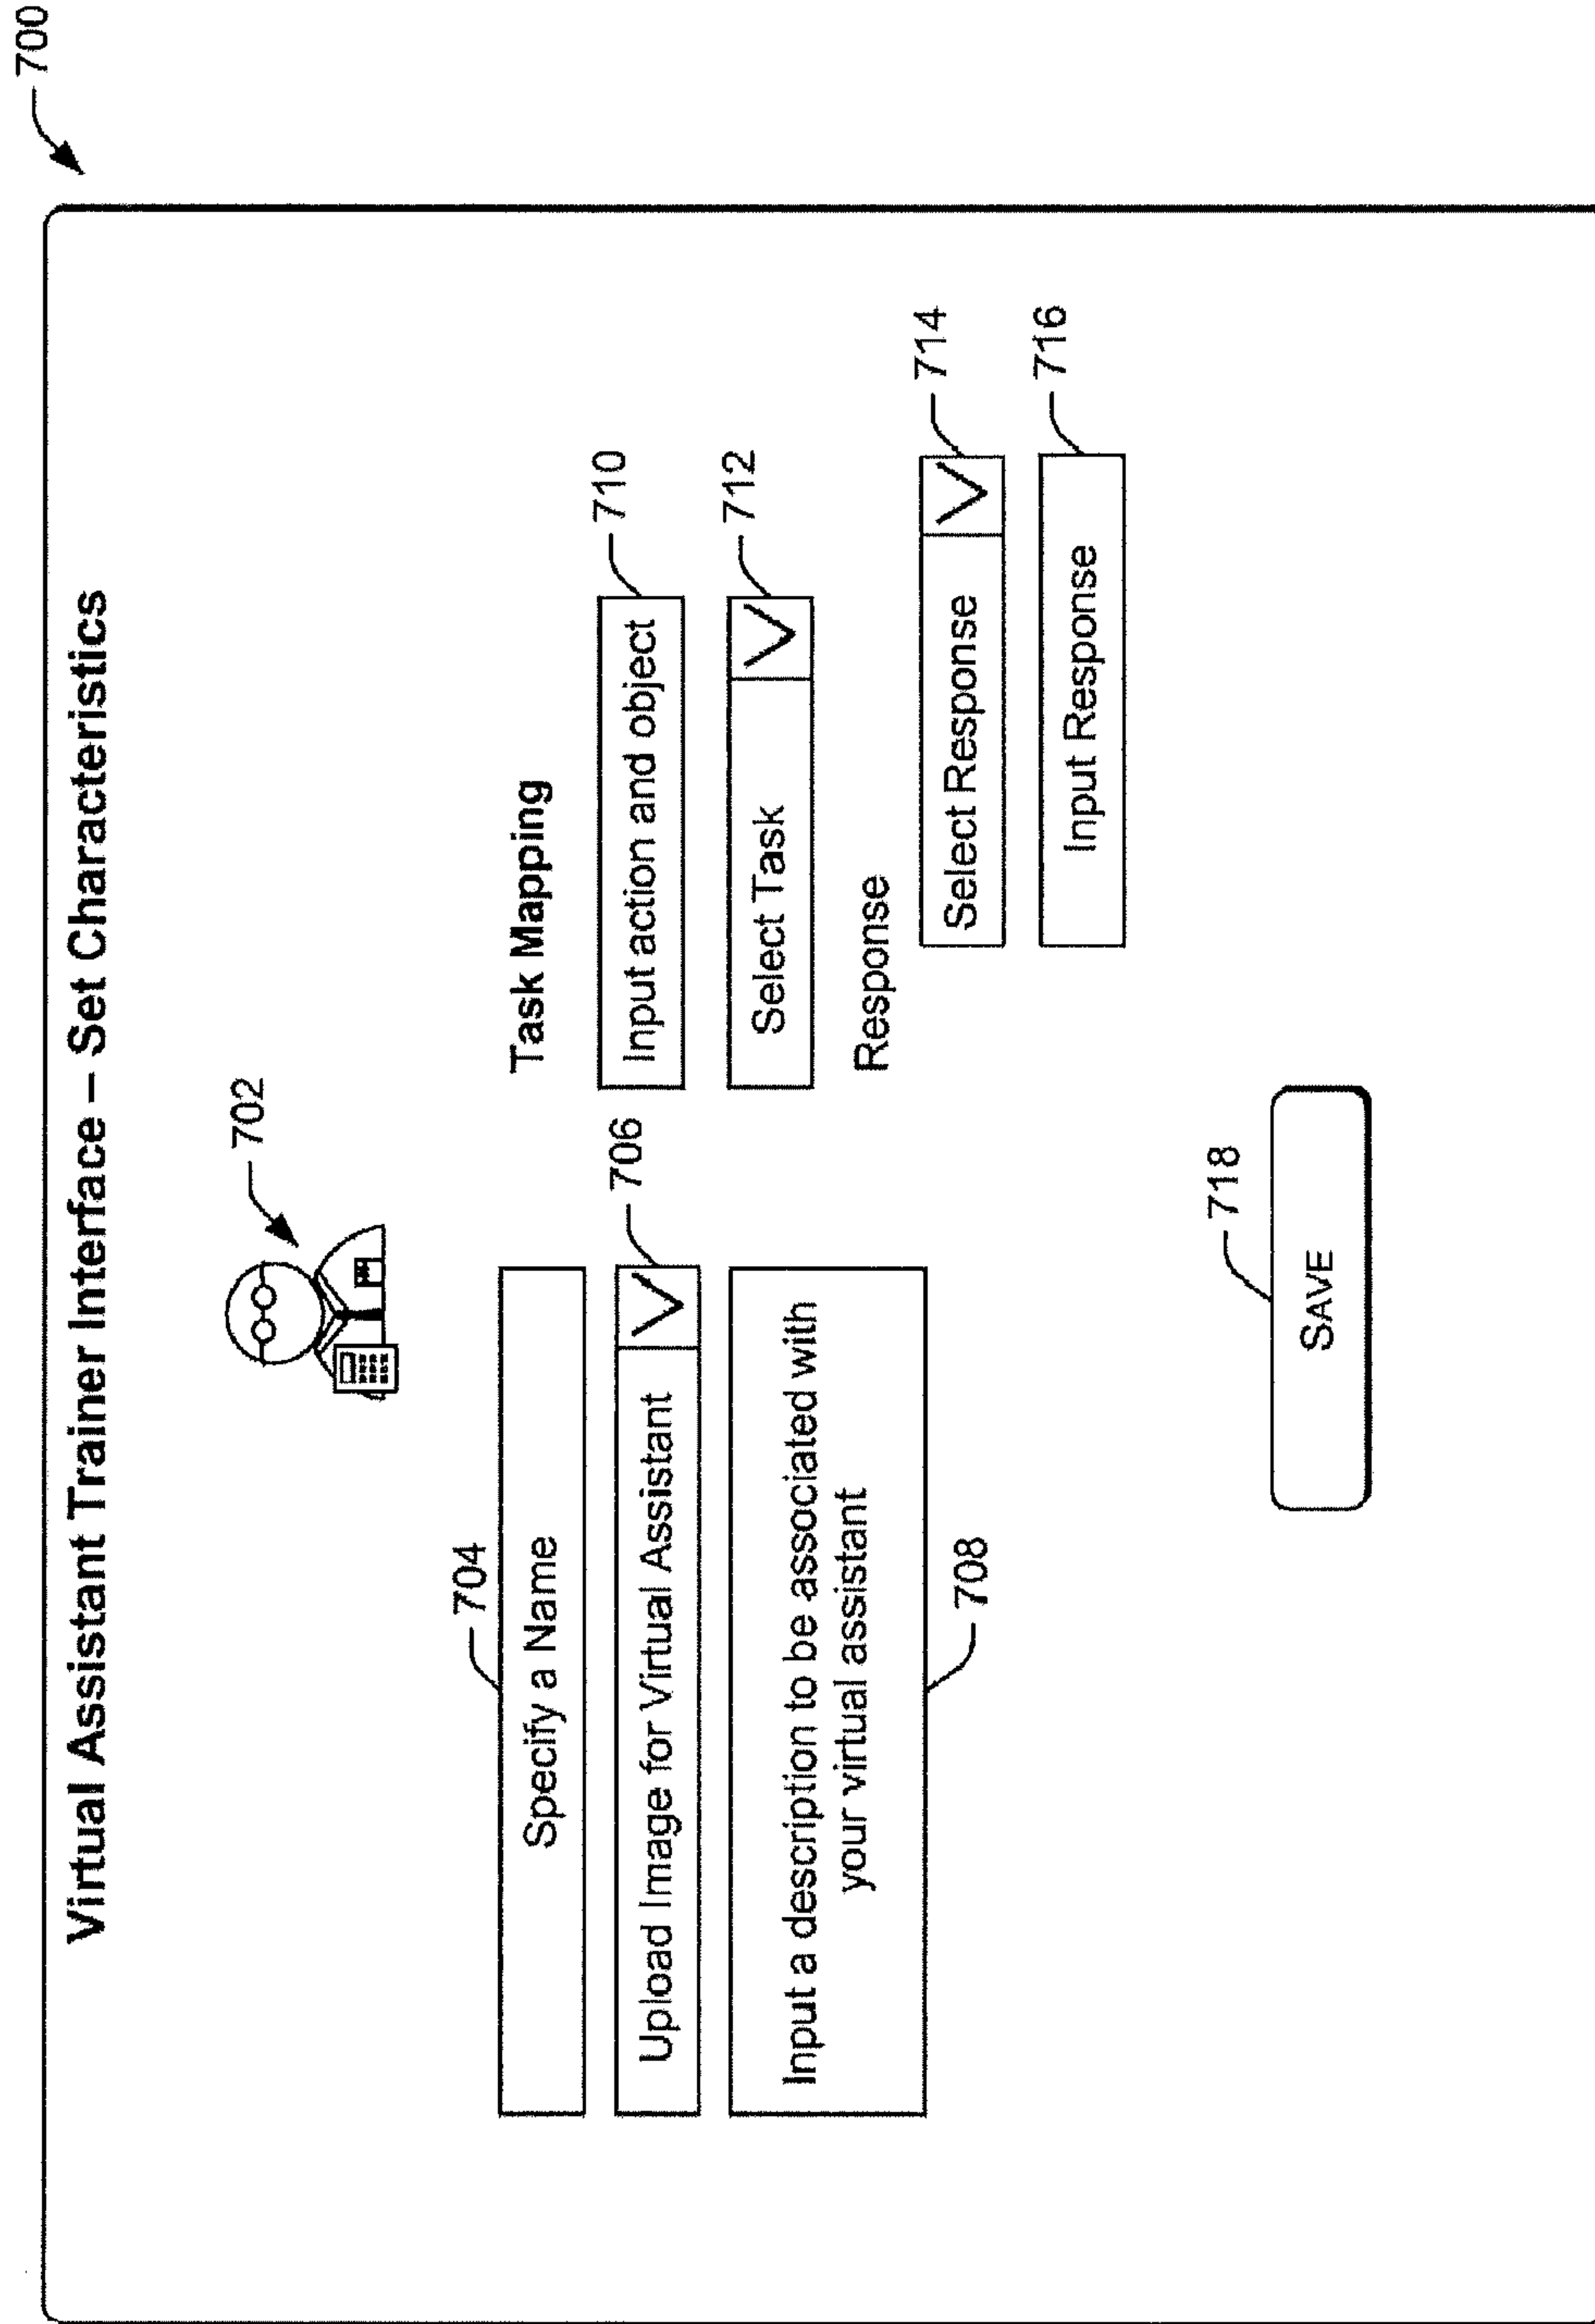 700
Virtual Assistant Trainer Interface – Set Characteristics
702
704
Specify a Name
Upload Image for Virtual Assistant
706
Input a description to be associated with
your virtual assistant
708
Task Mapping
710
Input action and object
712
Select Task
Response
714
Select Response
716
Input Response
718
SAVE